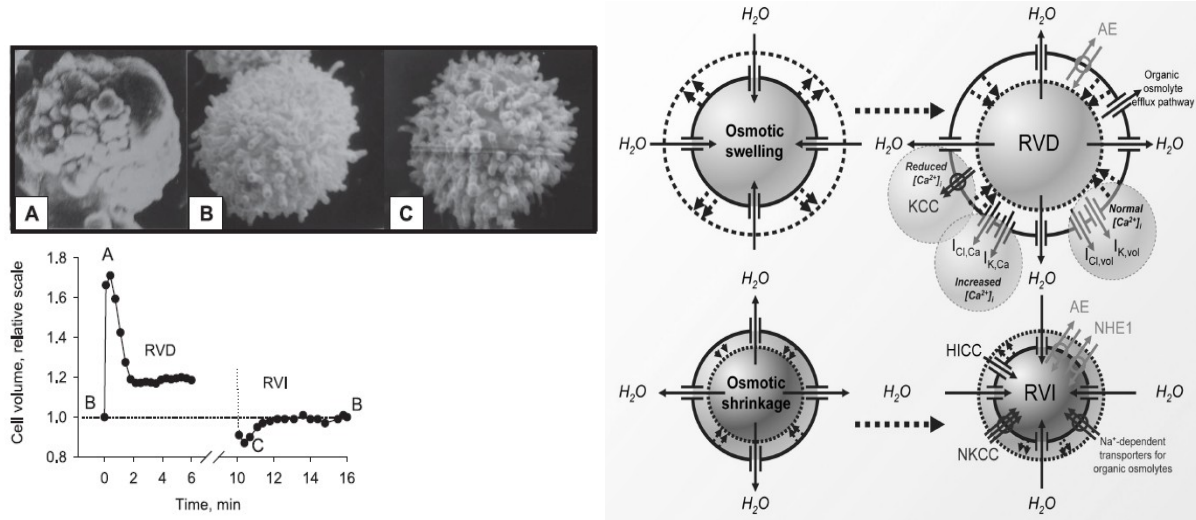 A
B
C
Cell volume, relative scale
1.8
1.6
1.4
1.2
1.0
0,8
A
RVD
RVI
B
B
C
0
2
4
6
10
12
14
16
Time, min
H2O
H2O
H2O
H2O
Osmotic
swelling
H2O
AE
Organic
osmolyte
efflux pathway
H2O
RVD
H2O
Reduced
[Ca2+]i
KCC
ICl,Ca
IK,Ca
Increased
[Ca2+]i
Normal
[Ca2+]i
ICl,vol
IK,vol
H2O
H2O
H2O
Osmotic
shrinkage
H2O
H2O
H2O
AE
NHE1
HICC
RVI
H2O
NKCC
Na+-dependent
transporters for
organic osmolytes
H2O